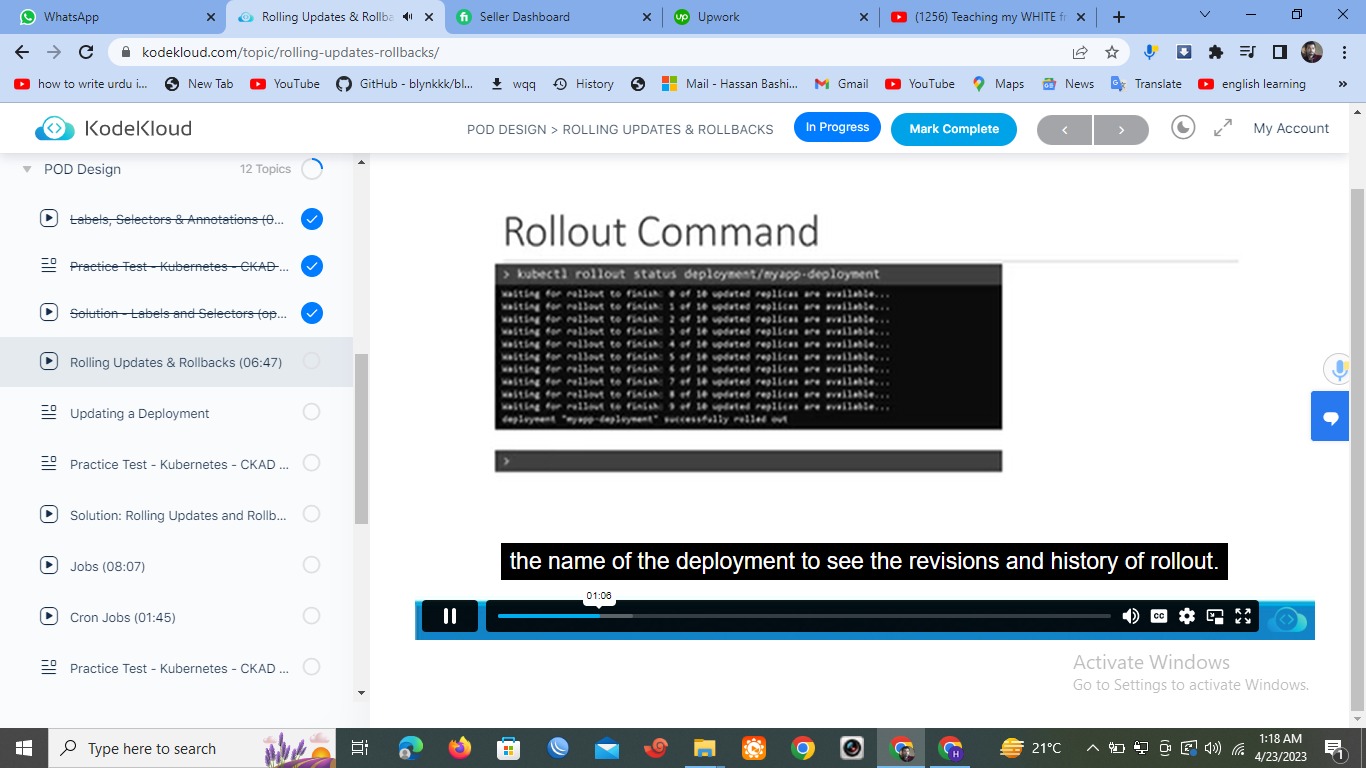 WhatsApp
Rolling Updates & Rollba
Seller Dashboard
Upwork
(1256) Teaching my WHITE fr
kodekloud.com/topic/rolling-updates-rollbacks/
how to write urdu i...
New Tab
YouTube
GitHub - blynkkk/bl...
wqq
History
Mail - Hassan Bashi...
Gmail
YouTube
Maps
News
Translate
english learning
KodeKloud
POD DESIGN > ROLLING UPDATES & ROLLBACKS
In Progress
Mark Complete
My Account
POD Design
12 Topics
Labels, Selectors & Annotations (0...
Practice Test - Kubernetes - CKAD ...
Solution - Labels and Selectors (op...
Rolling Updates & Rollbacks (06:47)
Updating a Deployment
Practice Test - Kubernetes - CKAD ...
Solution: Rolling Updates and Rollb...
Jobs (08:07)
Cron Jobs (01:45)
Practice Test - Kubernetes - CKAD ...
Rollout Command
> kubectl rollout status deployment/myapp-deployment
Waiting for rollout to finish: 0 of 10 updated replicas are available...
Waiting for rollout to finish: 1 of 10 updated replicas are available...
Waiting for rollout to finish: 2 of 10 updated replicas are available...
Waiting for rollout to finish: 3 of 10 updated replicas are available...
Waiting for rollout to finish: 4 of 10 updated replicas are available...
Waiting for rollout to finish: 5 of 10 updated replicas are available...
Waiting for rollout to finish: 6 of 10 updated replicas are available...
Waiting for rollout to finish: 7 of 10 updated replicas are available...
Waiting for rollout to finish: 8 of 10 updated replicas are available...
Waiting for rollout to finish: 9 of 10 updated replicas are available...
deployment "myapp-deployment" successfully rolled out
>
the name of the deployment to see the revisions and history of rollout.
01:06
CC
Activate Windows
Go to Settings to activate Windows.
Type here to search
21°C
1:18 AM
4/23/2023
1